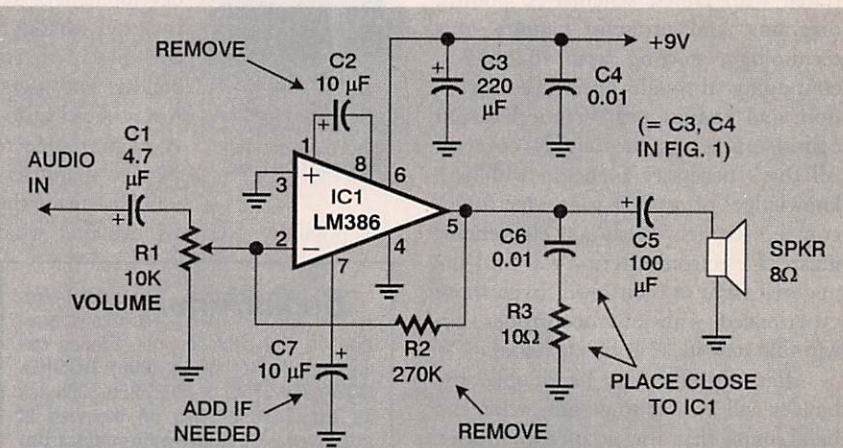 REMOVE
C2
10 µF
+
1
8
C1
4.7
µF
AUDIO
IN
+
R1
10K
VOLUME
3
+
IC1
LM386
2
−
7
6
4
5
+
C3
220
µF
C4
0.01
+9V
(= C3, C4
IN FIG. 1)
C6
0.01
+
C5
100
µF
SPKR
8Ω
R3
10Ω
R2
270K
C7
10 µF
+
ADD IF
NEEDED
REMOVE
PLACE CLOSE
TO IC1